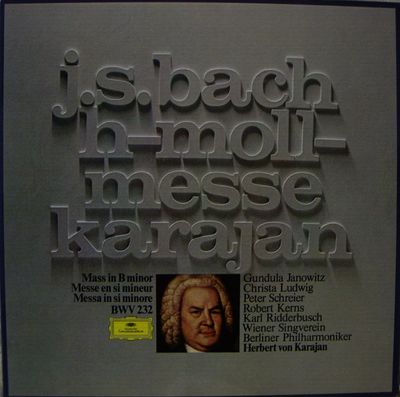 j.s.bach
h-moll-
messe
karajan
Mass in B minor
Messe en si mineur
Messa in si minore
BWV 232
Gundula Janowitz
Christa Ludwig
Peter Schreier
Robert Kerns
Karl Ridderbusch
Wiener Singverein
Berliner Philharmoniker
Herbert von Karajan